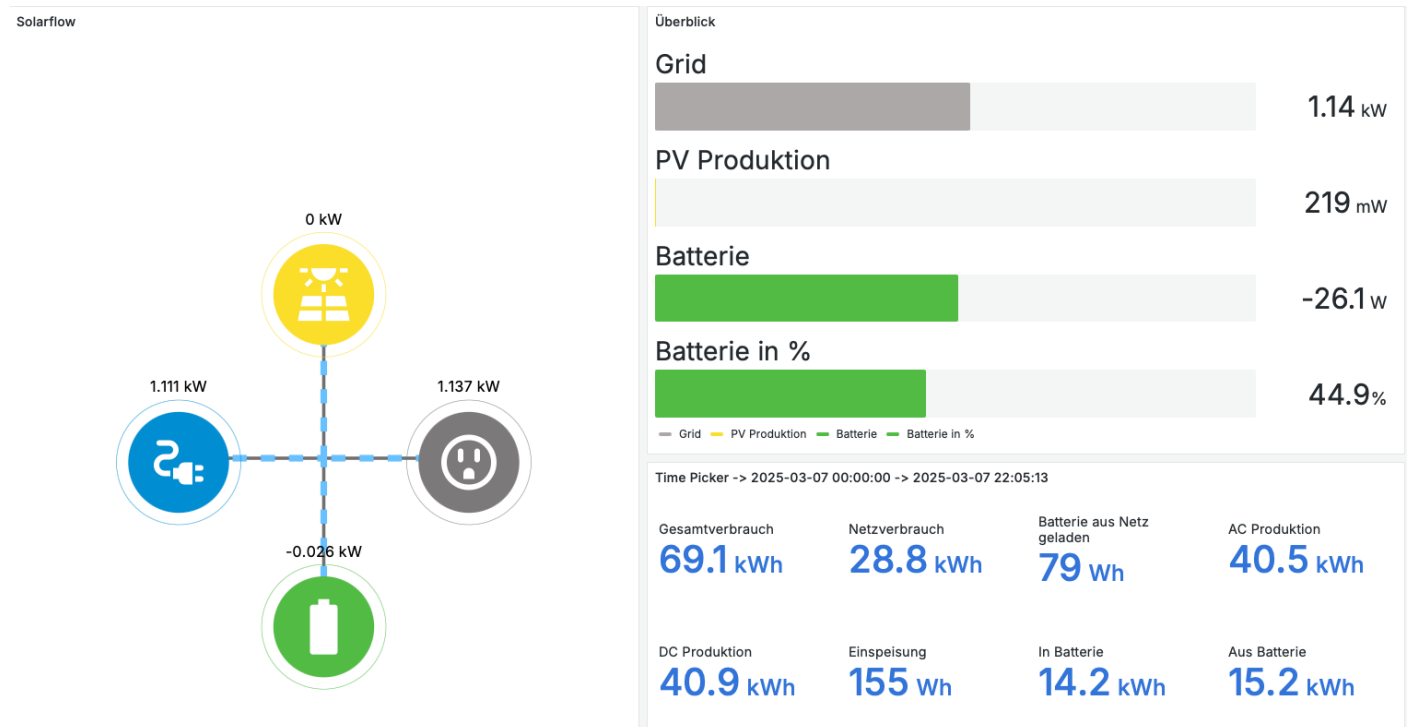 Solarflow
0 kW
1.111 kW
1.137 kW
-0.026 kW
Überblick
Grid
1.14 kW
PV Produktion
219 mW
Batterie
-26.1 W
Batterie in %
44.9%
Grid PV Produktion Batterie Batterie in %
Time Picker -> 2025-03-07 00:00:00 -> 2025-03-07 22:05:13
Gesamtverbrauch
69.1 kWh
Netzverbrauch
28.8 kWh
Batterie aus Netz
geladen
79 Wh
AC Produktion
40.5 kWh
DC Produktion
40.9 kWh
Einspeisung
155 Wh
In Batterie
14.2 kWh
Aus Batterie
15.2 kWh